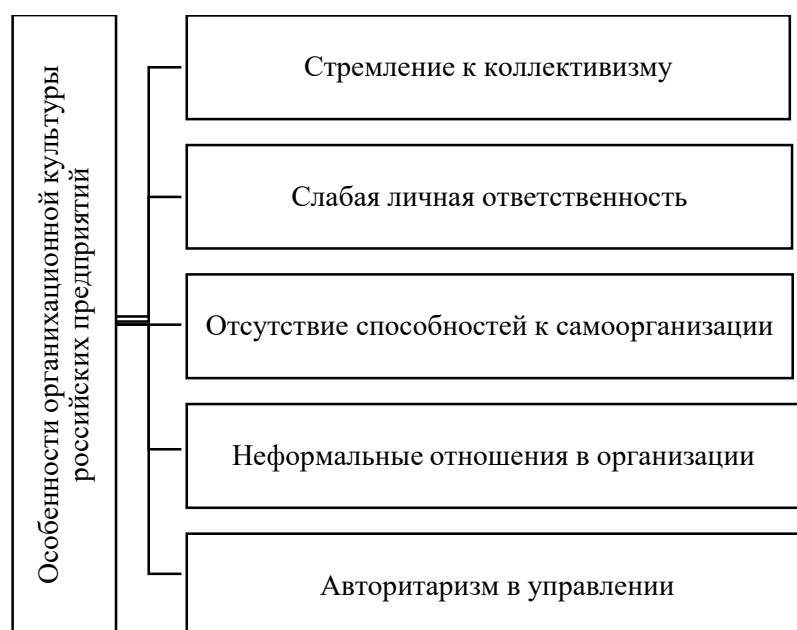 Особенности органихационной культуры
российских предприятий
Стремление к коллективизму
Слабая личная ответственность
Отсутствие способностей к самоорганизации
Неформальные отношения в организации
Авторитаризм в управлении